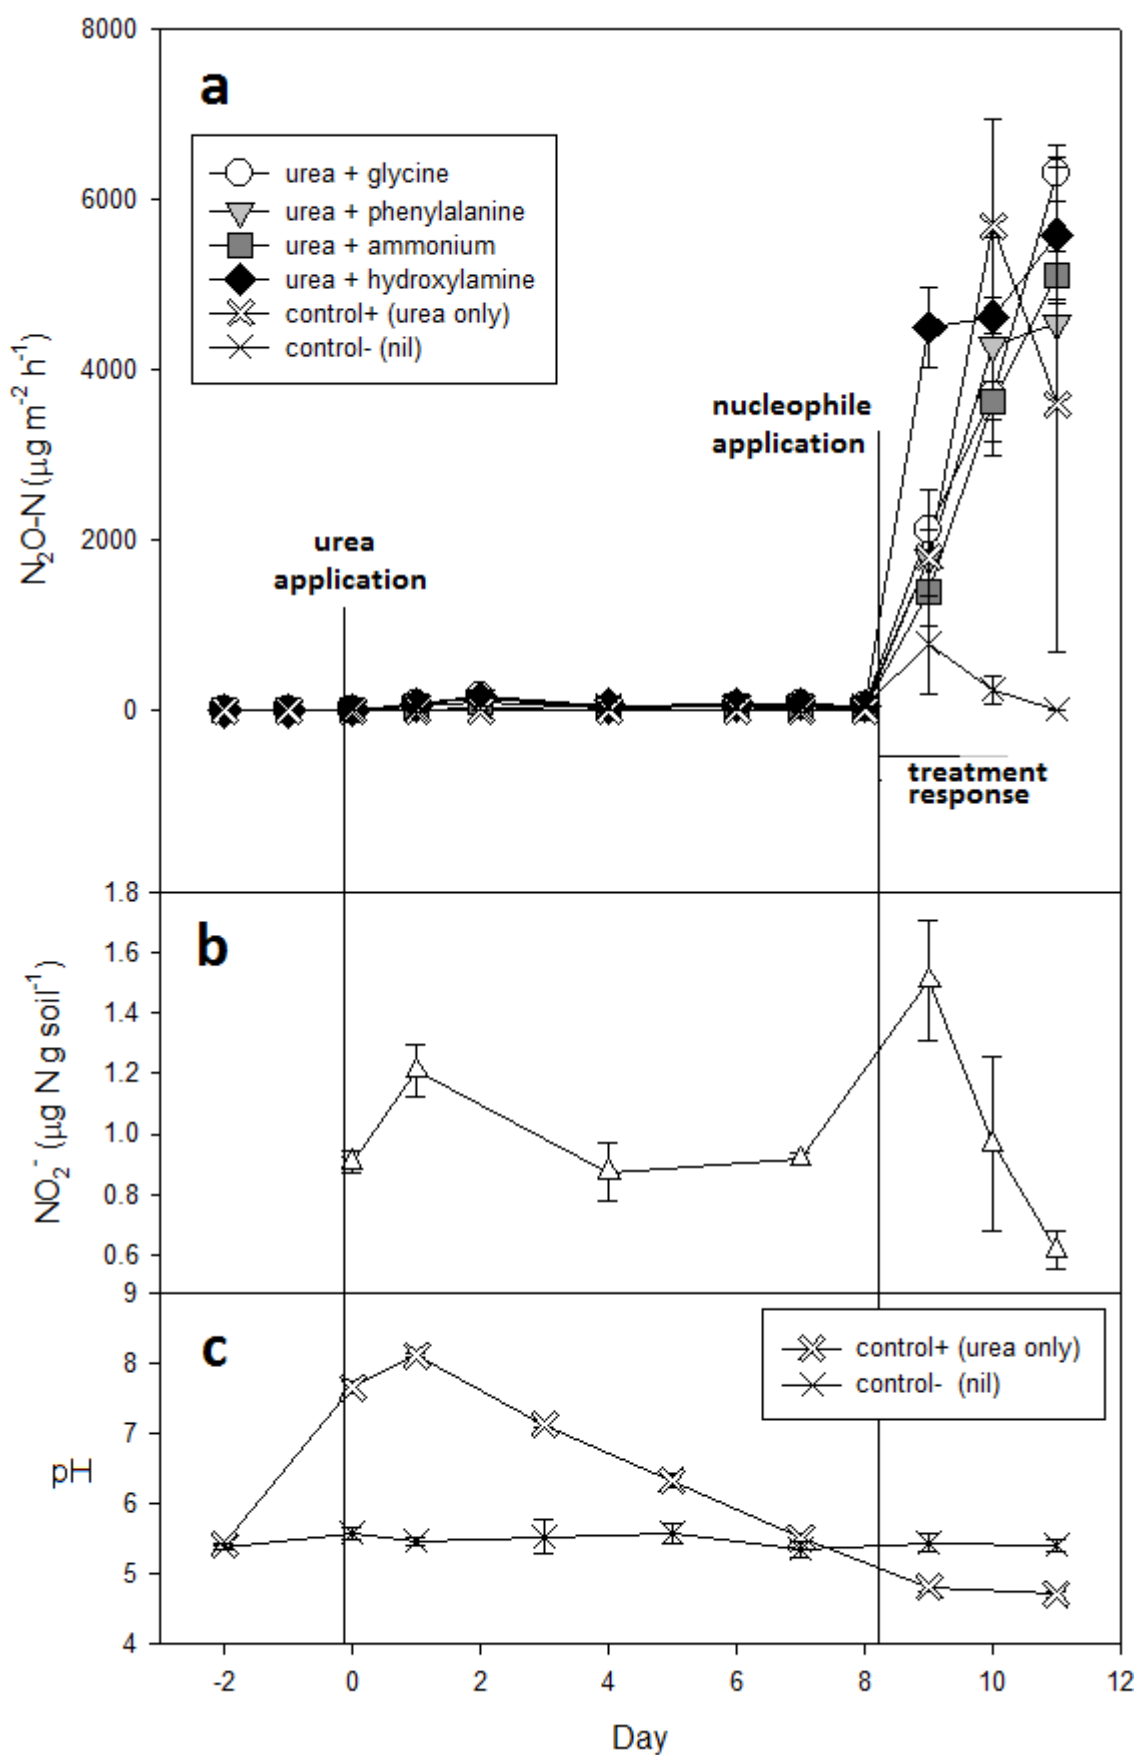 8000
a
urea + glycine
urea + phenylalanine
urea + ammonium
urea + hydroxylamine
control+ (urea only)
control- (nil)
6000
4000
2000
0
N₂O-N (μg m⁻² h⁻¹)
nucleophile
application
urea
application
treatment
response
b
1.8
1.6
1.4
1.2
1.0
0.8
0.6
NO₂⁻ (μg N g soil⁻¹)
c
control+ (urea only)
control- (nil)
9
8
7
6
5
4
pH
-2 0 2 4 6 8 10 12
Day